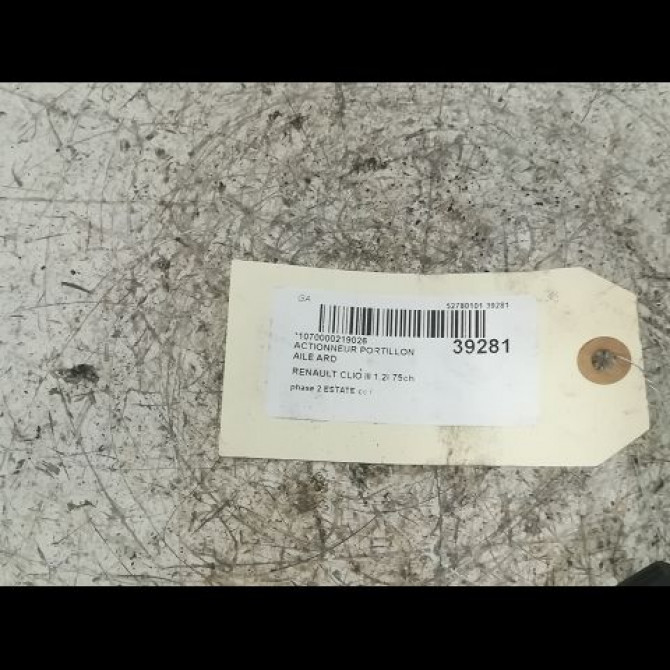 GA 52780101 39281
*1070000219026
39281
ACTIONNEUR PORTILLON
AILE ARD
RENAULT CLIO III 1.2i 75ch
phase 2 ESTATE